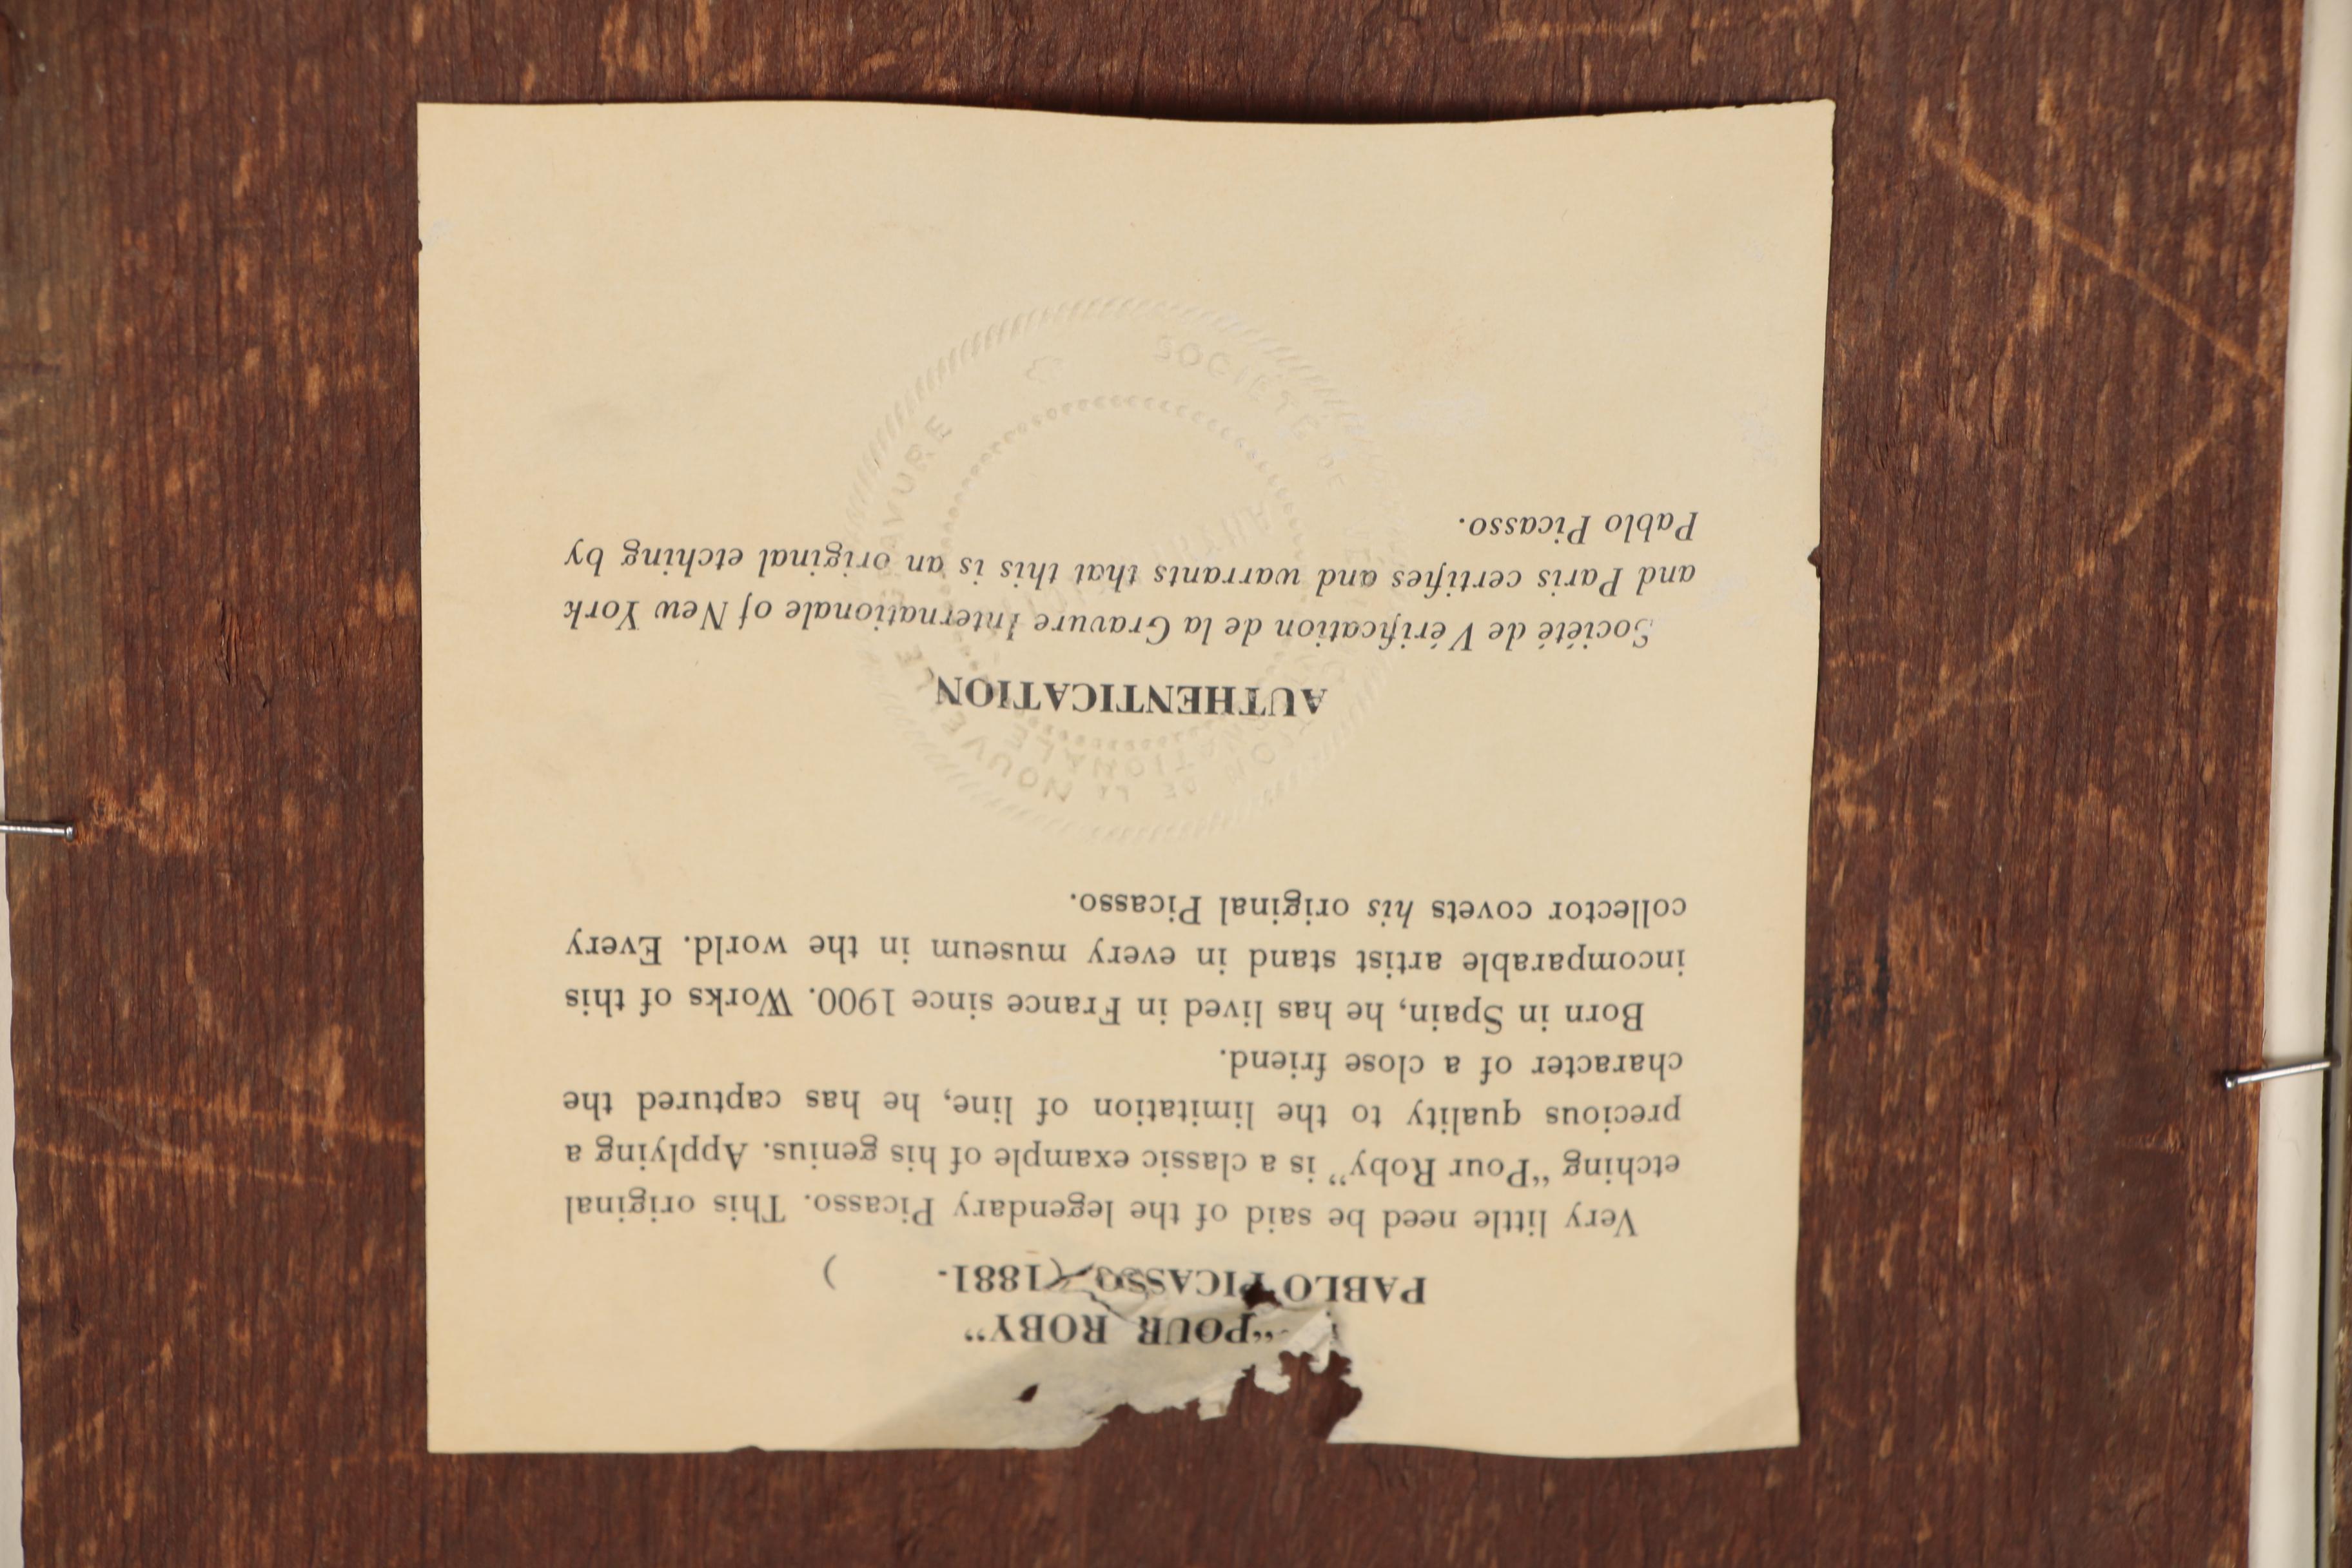 “POUR ROBY”
PABLO PICASSO (1881- )
Very little need be said of the legendary Picasso. This original
etching “Pour Roby” is a classic example of his genius. Applying a
precious quality to the limitation of line, he has captured the
character of a close friend.
Born in Spain, he has lived in France since 1900. Works of this
incomparable artist stand in every museum in the world. Every
collector covets his original Picasso.
AUTHENTICATION
Société de Vérification de la Gravure Internationale of New York
and Paris certifies and warrants that this is an original etching by
Pablo Picasso.
SOCIETE DE
NOUVELLE GRAVURE